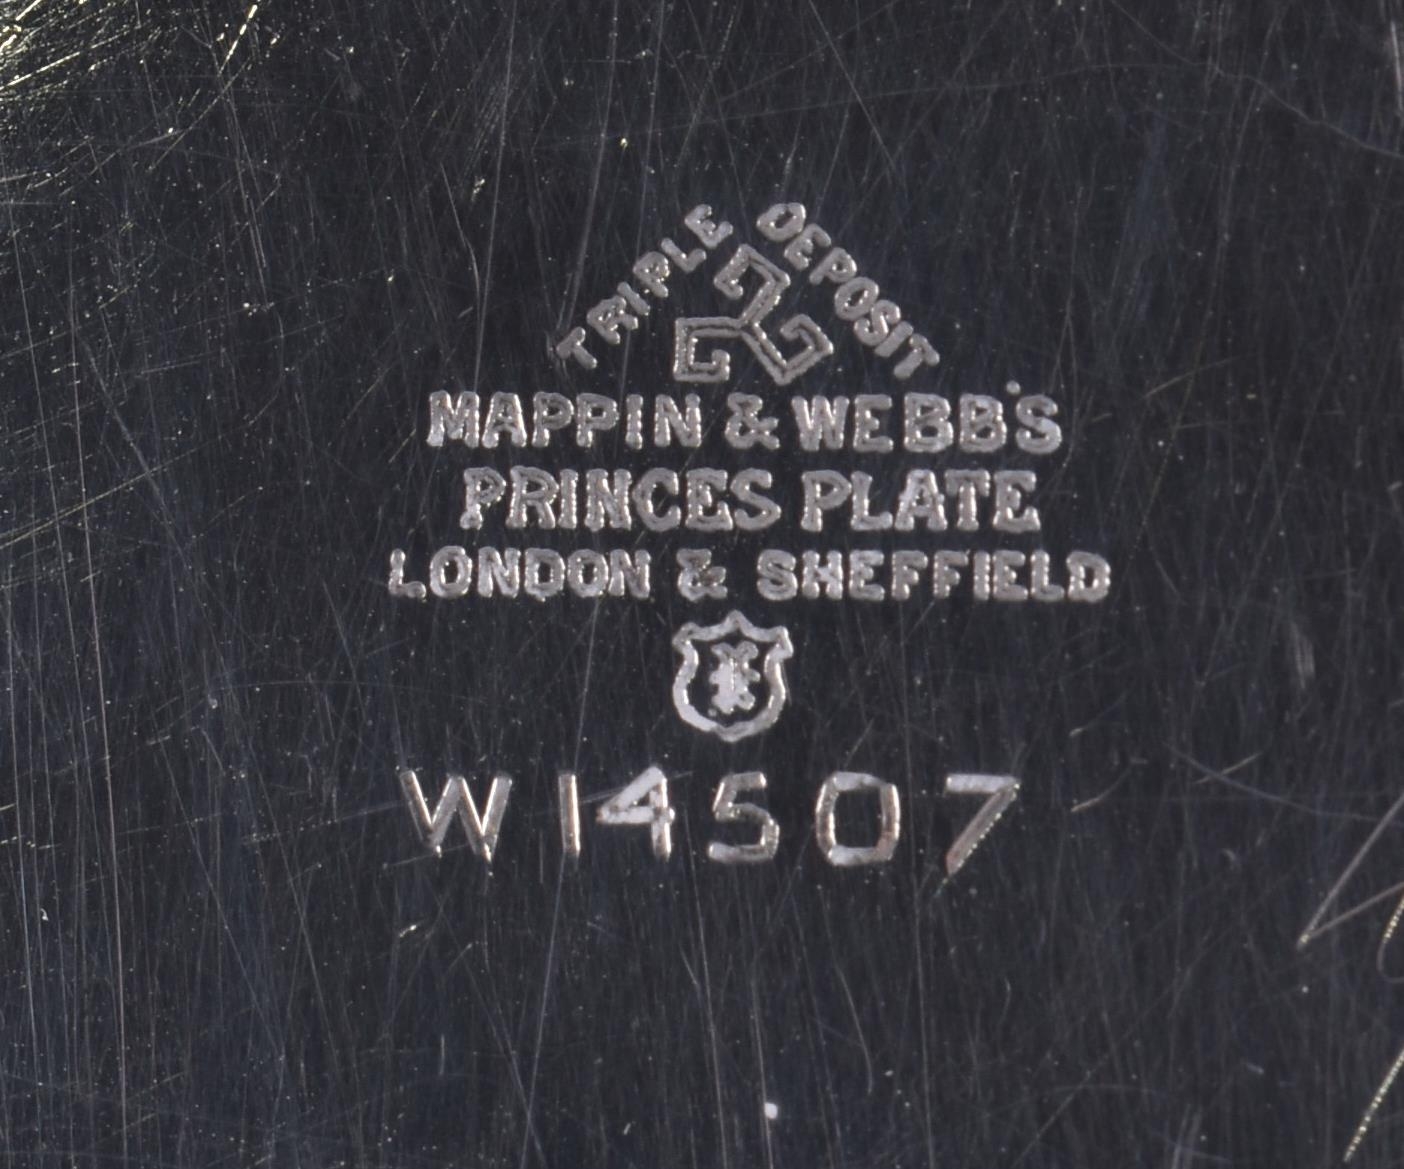 TRIPLE DEPOSIT
MAPPIN & WEBB'S
PRINCES PLATE
LONDON & SHEFFIELD
W14507